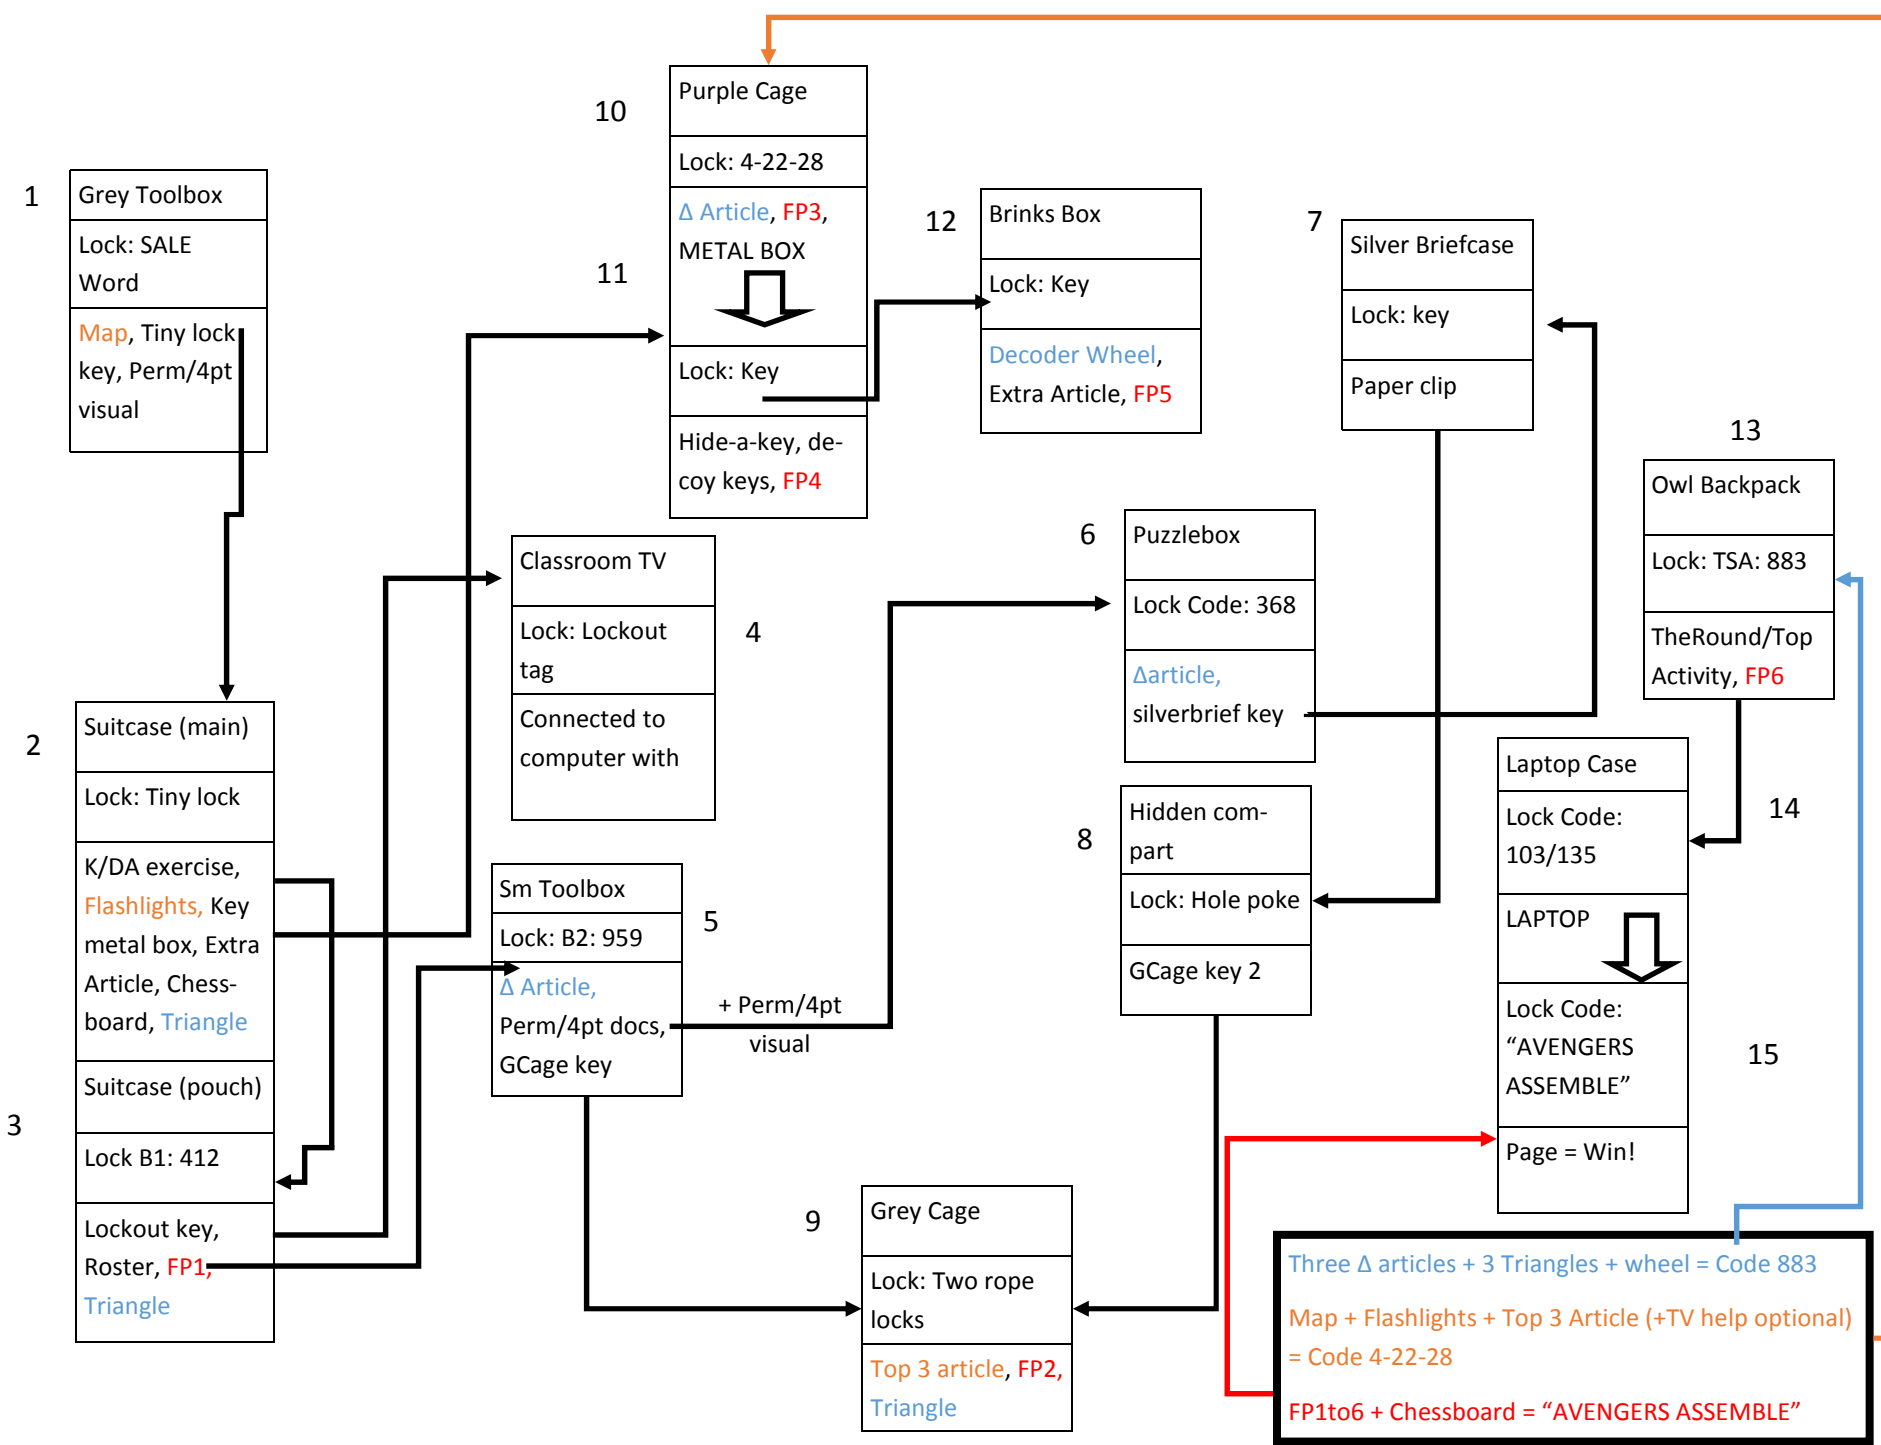 1
Grey Toolbox
Lock: SALE
Word
Map, Tiny lock
key, Perm/4pt
visual
2
Suitcase (main)
Lock: Tiny lock
K/DA exercise,
Flashlights, Key
metal box, Extra
Article, Chess-
board, Triangle
3
Suitcase (pouch)
Lock B1: 412
Lockout key,
Roster, FP1,
Triangle
10
Purple Cage
Lock: 4-22-28
Δ Article, FP3,
METAL BOX
11
Lock: Key
Hide-a-key, de-
coy keys, FP4
12
Brinks Box
Lock: Key
Decoder Wheel,
Extra Article, FP5
4
Classroom TV
Lock: Lockout
tag
Connected to
computer with
5
Sm Toolbox
Lock: B2: 959
Δ Article,
Perm/4pt docs,
GCage key
+ Perm/4pt
visual
6
Puzzlebox
Lock Code: 368
Δarticle,
silverbrief key
7
Silver Briefcase
Lock: key
Paper clip
8
Hidden com-
part
Lock: Hole poke
GCage key 2
9
Grey Cage
Lock: Two rope
locks
Top 3 article, FP2,
Triangle
13
Owl Backpack
Lock: TSA: 883
TheRound/Top
Activity, FP6
14
Laptop Case
Lock Code:
103/135
LAPTOP
15
Lock Code:
“AVENGERS
ASSEMBLE”
Page = Win!
Three Δ articles + 3 Triangles + wheel = Code 883
Map + Flashlights + Top 3 Article (+TV help optional)
= Code 4-22-28
FP1to6 + Chessboard = “AVENGERS ASSEMBLE”